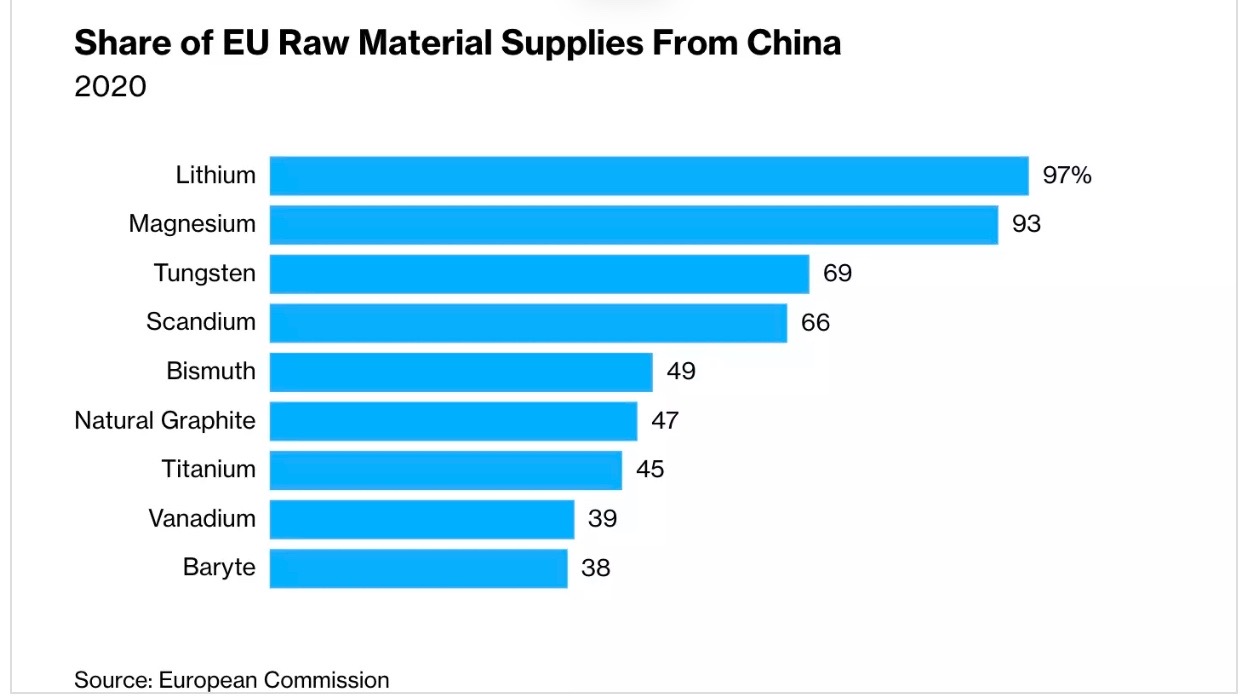 Share of EU Raw Material Supplies From China
2020
Lithium 97%
Magnesium 93
Tungsten 69
Scandium 66
Bismuth 49
Natural Graphite 47
Titanium 45
Vanadium 39
Baryte 38
Source: European Commission